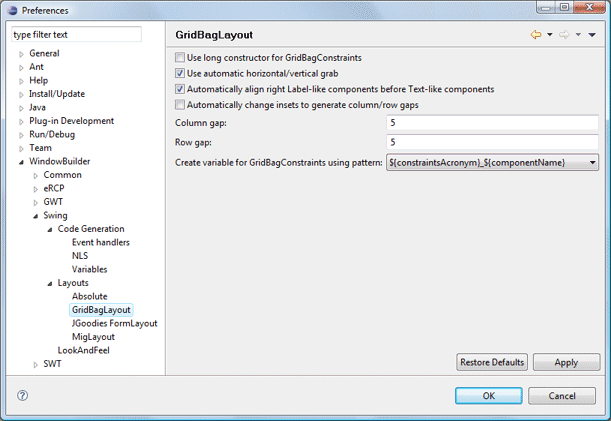 Preferences
type filter text
General
Ant
Help
Install/Update
Java
Plug-in Development
Run/Debug
Team
WindowBuilder
Common
eRCP
GWT
Swing
Code Generation
Event handlers
NLS
Variables
Layouts
Absolute
GridBagLayout
JGoodies FormLayout
MigLayout
LookAndFeel
SWT
GridBagLayout
Use long constructor for GridBagConstraints
Use automatic horizontal/vertical grab
Automatically align right Label-like components before Text-like components
Automatically change insets to generate column/row gaps
Column gap: 5
Row gap: 5
Create variable for GridBagConstraints using pattern: ${constraintsAcronym}_${componentName}
Restore Defaults Apply
? OK Cancel